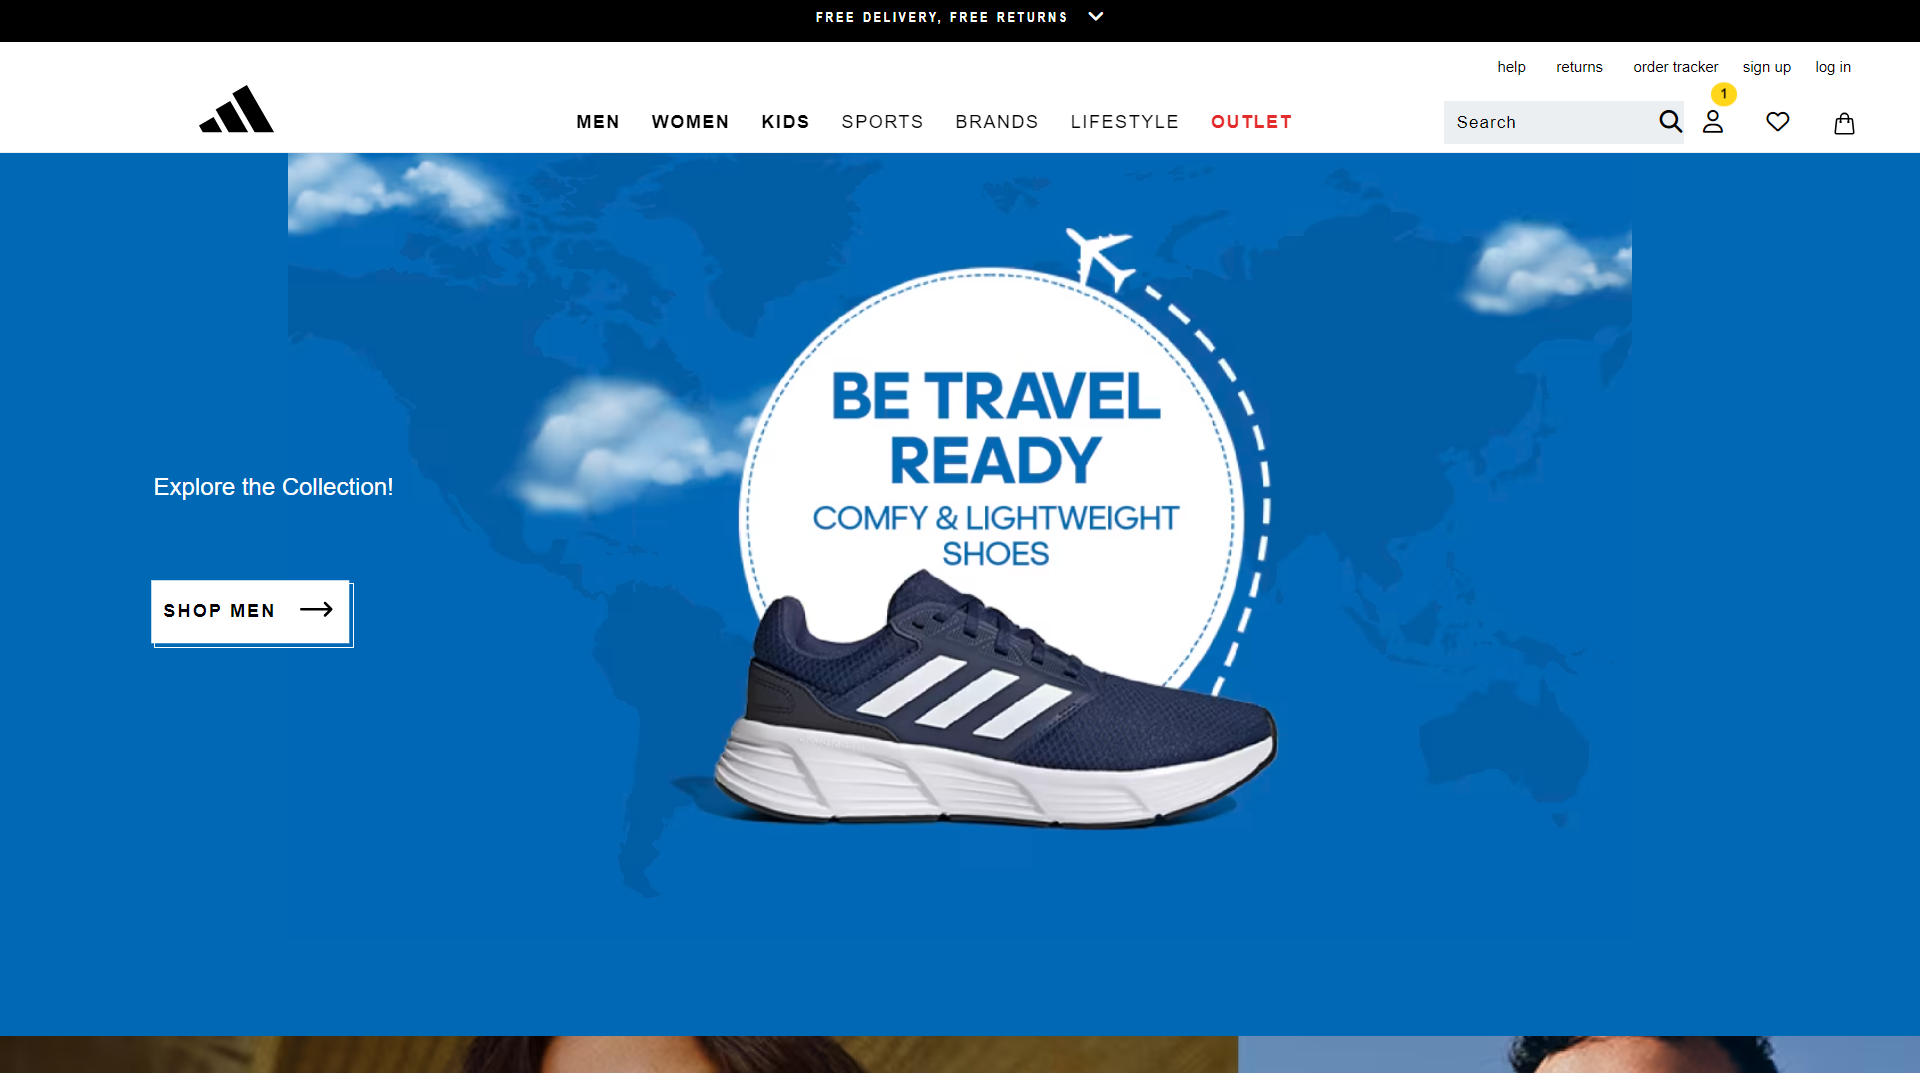 FREE DELIVERY, FREE RETURNS
help returns order tracker sign up log in
1
MEN WOMEN KIDS SPORTS BRANDS LIFESTYLE OUTLET
Search
BE TRAVEL
READY
COMFY & LIGHTWEIGHT
SHOES
Explore the Collection!
SHOP MEN